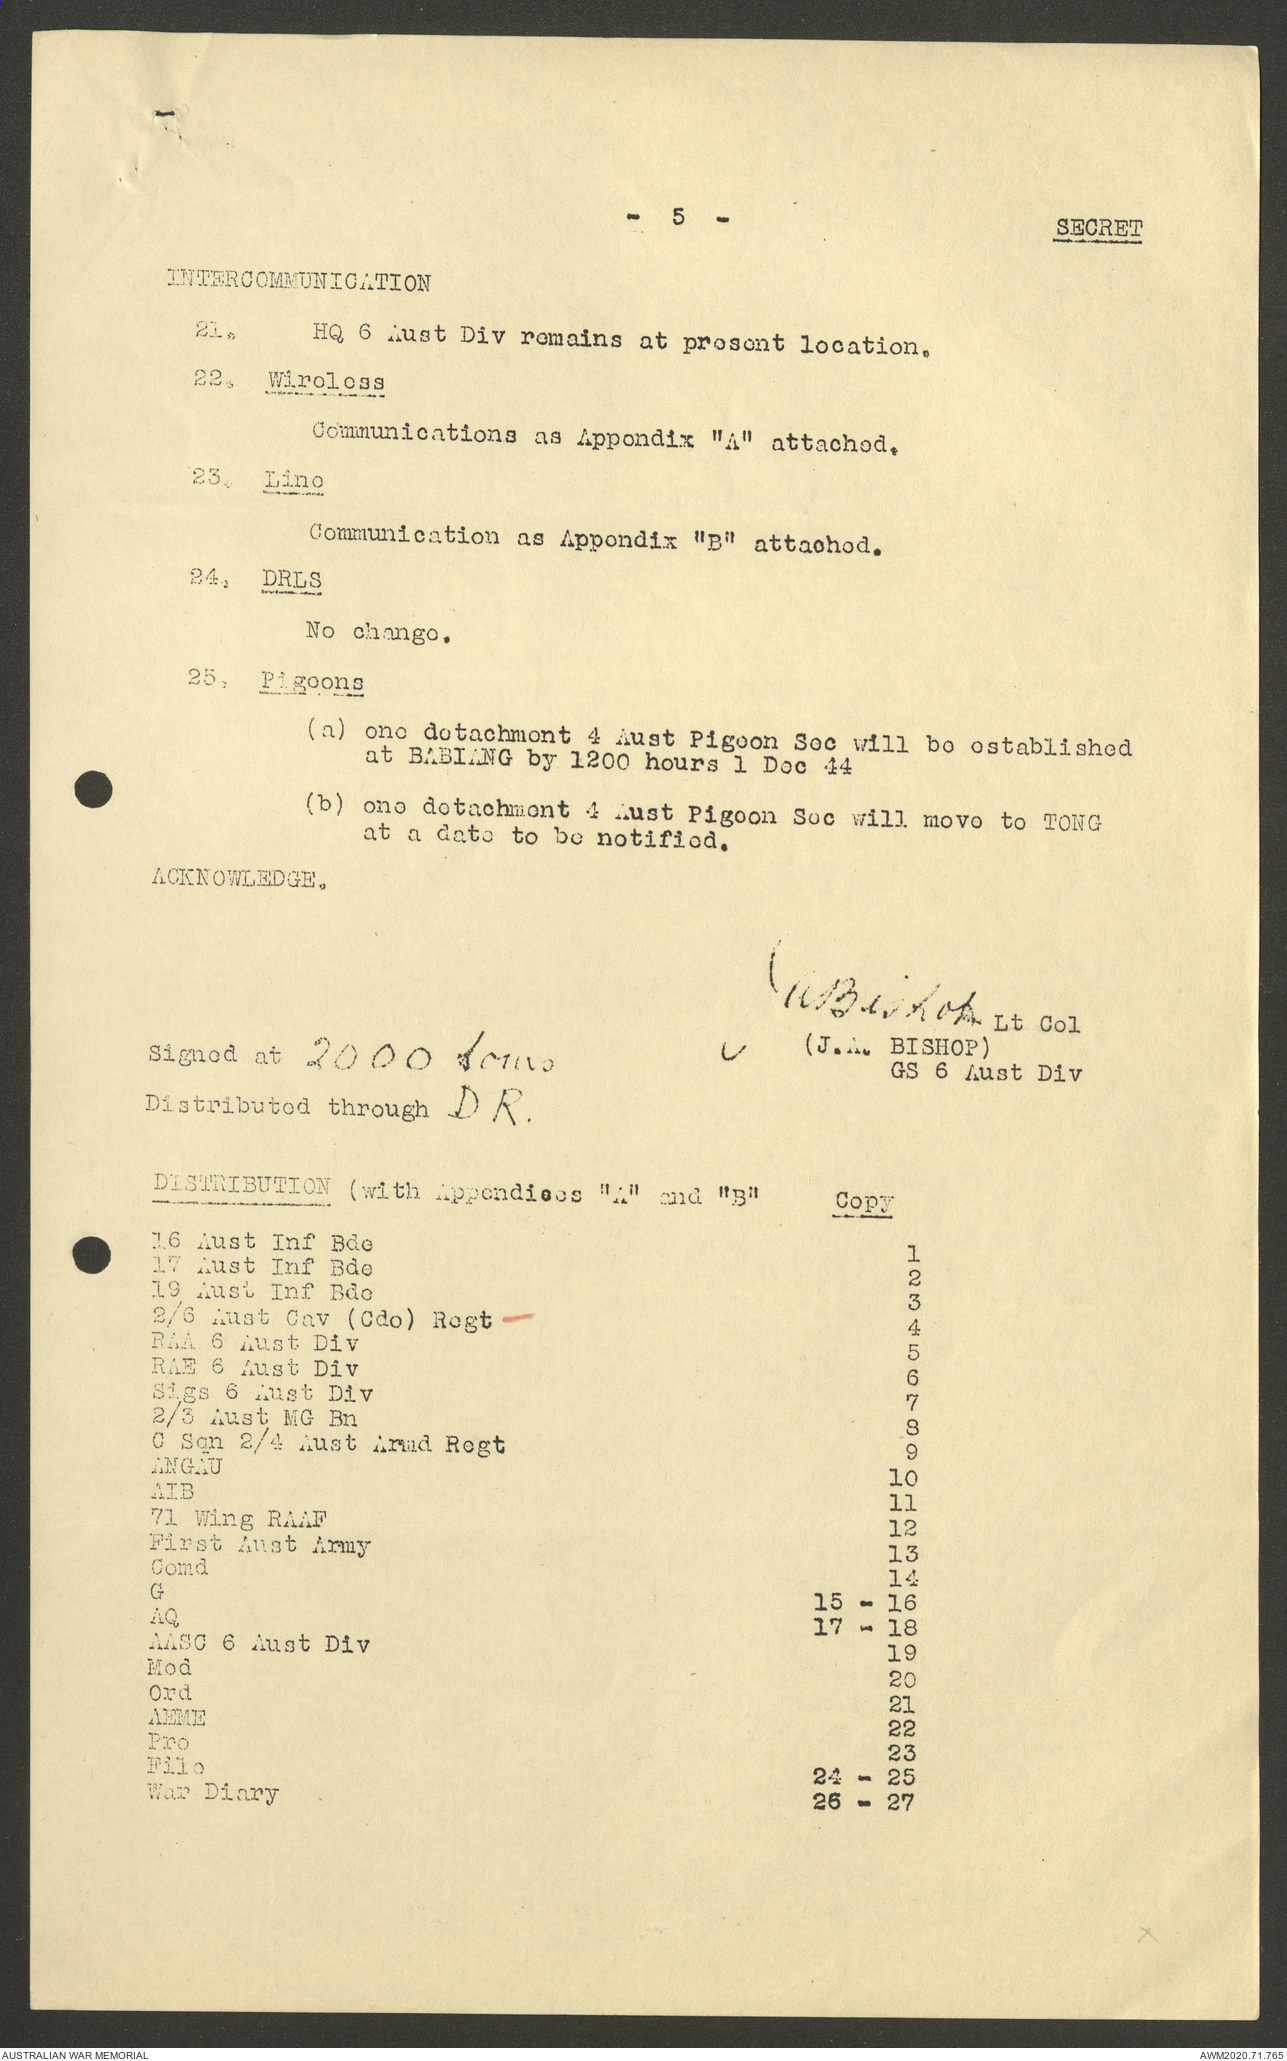 - 5 -
SECRET
INTERCOMMUNICATION
21. HQ 6 Aust Div remains at present location.
22. Wireless
Communications as Appendix "A" attached.
23. Line
Communication as Appendix "B" attached.
24. DRLS
No change.
25. Pigeons
(a) one detachment 4 Aust Pigeon Sec will be established
at BABIANG by 1200 hours 1 Dec 44
(b) one detachment 4 Aust Pigeon Sec will move to TONG
at a date to be notified.
ACKNOWLEDGE.
JABishop Lt Col
(J.A. BISHOP)
GS 6 Aust Div
Signed at 2000 hours
Distributed through DR.
DISTRIBUTION (with Appendices "A" and "B" Copy
16 Aust Inf Bde 1
17 Aust Inf Bde 2
19 Aust Inf Bde 3
2/6 Aust Cav (Cdo) Regt 4
RAA 6 Aust Div 5
RAE 6 Aust Div 6
Sigs 6 Aust Div 7
2/3 Aust MG Bn 8
C Sqn 2/4 Aust Armd Regt 9
ANGAU 10
AIB 11
71 Wing RAAF 12
First Aust Army 13
Comd 14
G 15 - 16
AQ 17 - 18
AASC 6 Aust Div 19
Med 20
Ord 21
AEME 22
Pro 23
File 24 - 25
War Diary 26 - 27
AUSTRALIAN WAR MEMORIAL
AWM2020.71.765